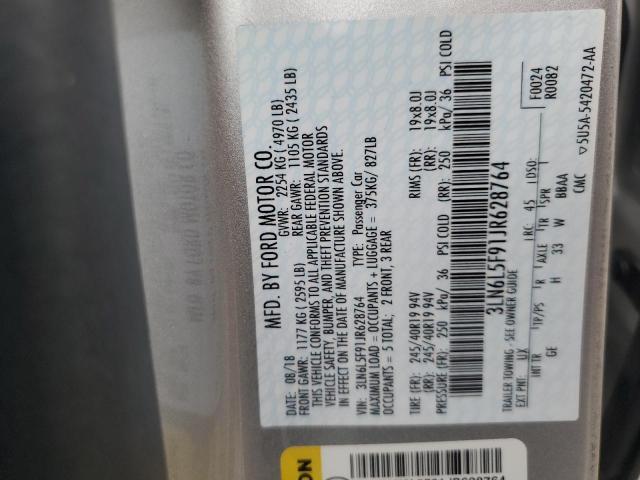 MFD. BY FORD MOTOR CO.
DATE: 08/18 GVWR: 2254 KG ( 4970 LB)
FRONT GAWR: 1177 KG ( 2595 LB) REAR GAWR: 1105 KG ( 2435 LB)
THIS VEHICLE CONFORMS TO ALL APPLICABLE FEDERAL MOTOR
VEHICLE SAFETY, BUMPER, AND THEFT PREVENTION STANDARDS
IN EFFECT ON THE DATE OF MANUFACTURE SHOWN ABOVE.
VIN: 3LN6L5F91JR628764 TYPE: Passenger Car
MAXIMUM LOAD = OCCUPANTS + LUGGAGE = 375KG/ 827LB
OCCUPANTS = 5 TOTAL; 2 FRONT, 3 REAR
TIRE (FR): 245/40R19 94V RIMS (FR): 19x8.0J
(RR): 245/40R19 94V (RR): 19x8.0J
PRESSURE (FR): 250 kPa/ 36 PSI COLD (RR): 250 kPa/ 36 PSI COLD
3LN6L5F91JR628764
F0024
R0082
TRAILER TOWING - SEE OWNER GUIDE
EXT PNT: UX RC: 45 DSO:
INT TR TP/PS R AXLE TR SPR
GE H 33 W BBAA
CMC ▽5U5A-5420472-AA
ION